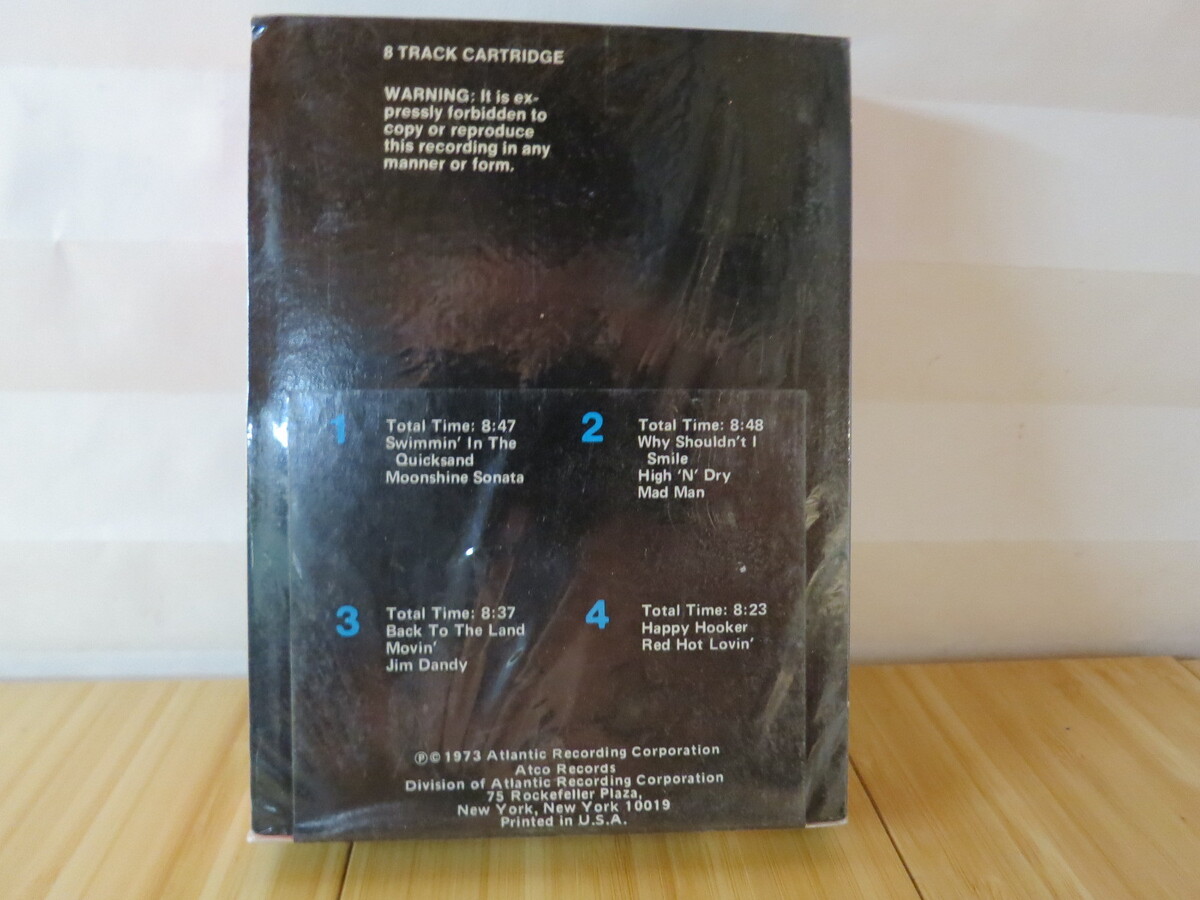 8 TRACK CARTRIDGE
WARNING: It is ex-
pressly forbidden to
copy or reproduce
this recording in any
manner or form.
1
Total Time: 8:47
Swimmin' In The
Quicksand
Moonshine Sonata
2
Total Time: 8:48
Why Shouldn't I
Smile
High 'N' Dry
Mad Man
3
Total Time: 8:37
Back To The Land
Movin'
Jim Dandy
4
Total Time: 8:23
Happy Hooker
Red Hot Lovin'
℗©1973 Atlantic Recording Corporation
Atco Records
Division of Atlantic Recording Corporation
75 Rockefeller Plaza,
New York, New York 10019
Printed in U.S.A.